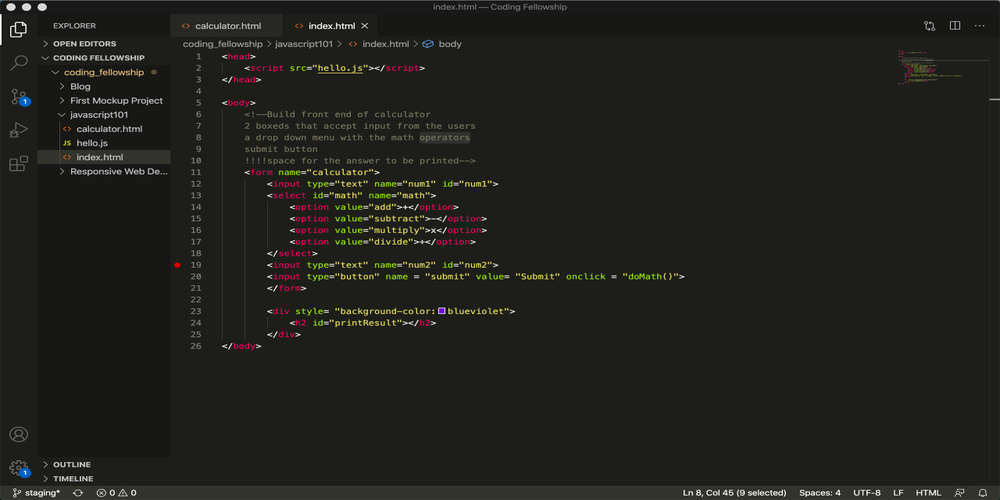 index.html — Coding Fellowship
EXPLORER
calculator.html
index.html
OPEN EDITORS
CODING FELLOWSHIP
coding_fellowship
Blog
First Mockup Project
javascript101
calculator.html
JS hello.js
index.html
Responsive Web De...
OUTLINE
TIMELINE
coding_fellowship > javascript101 > index.html > body
1 <head>
2 <script src="hello.js"></script>
3 </head>
4
5 <body>
6 <!--Build front end of calculator
7 2 boxeds that accept input from the users
8 a drop down menu with the math operators
9 submit button
10 !!!!space for the answer to be printed-->
11 <form name="calculator">
12 <input type="text" name="num1" id="num1">
13 <select id="math" name="math">
14 <option value="add">+</option>
15 <option value="subtract">-</option>
16 <option value="multiply">x</option>
17 <option value="divide">÷</option>
18 </select>
19 <input type="text" name="num2" id="num2">
20 <input type="button" name = "submit" value= "Submit" onclick = "doMath()">
21 </form>
22
23 <div style= "background-color: blueviolet">
24 <h2 id="printResult"></h2>
25 </div>
26 </body>
1
1
staging* 0 0 Ln 8, Col 45 (9 selected) Spaces: 4 UTF-8 LF HTML